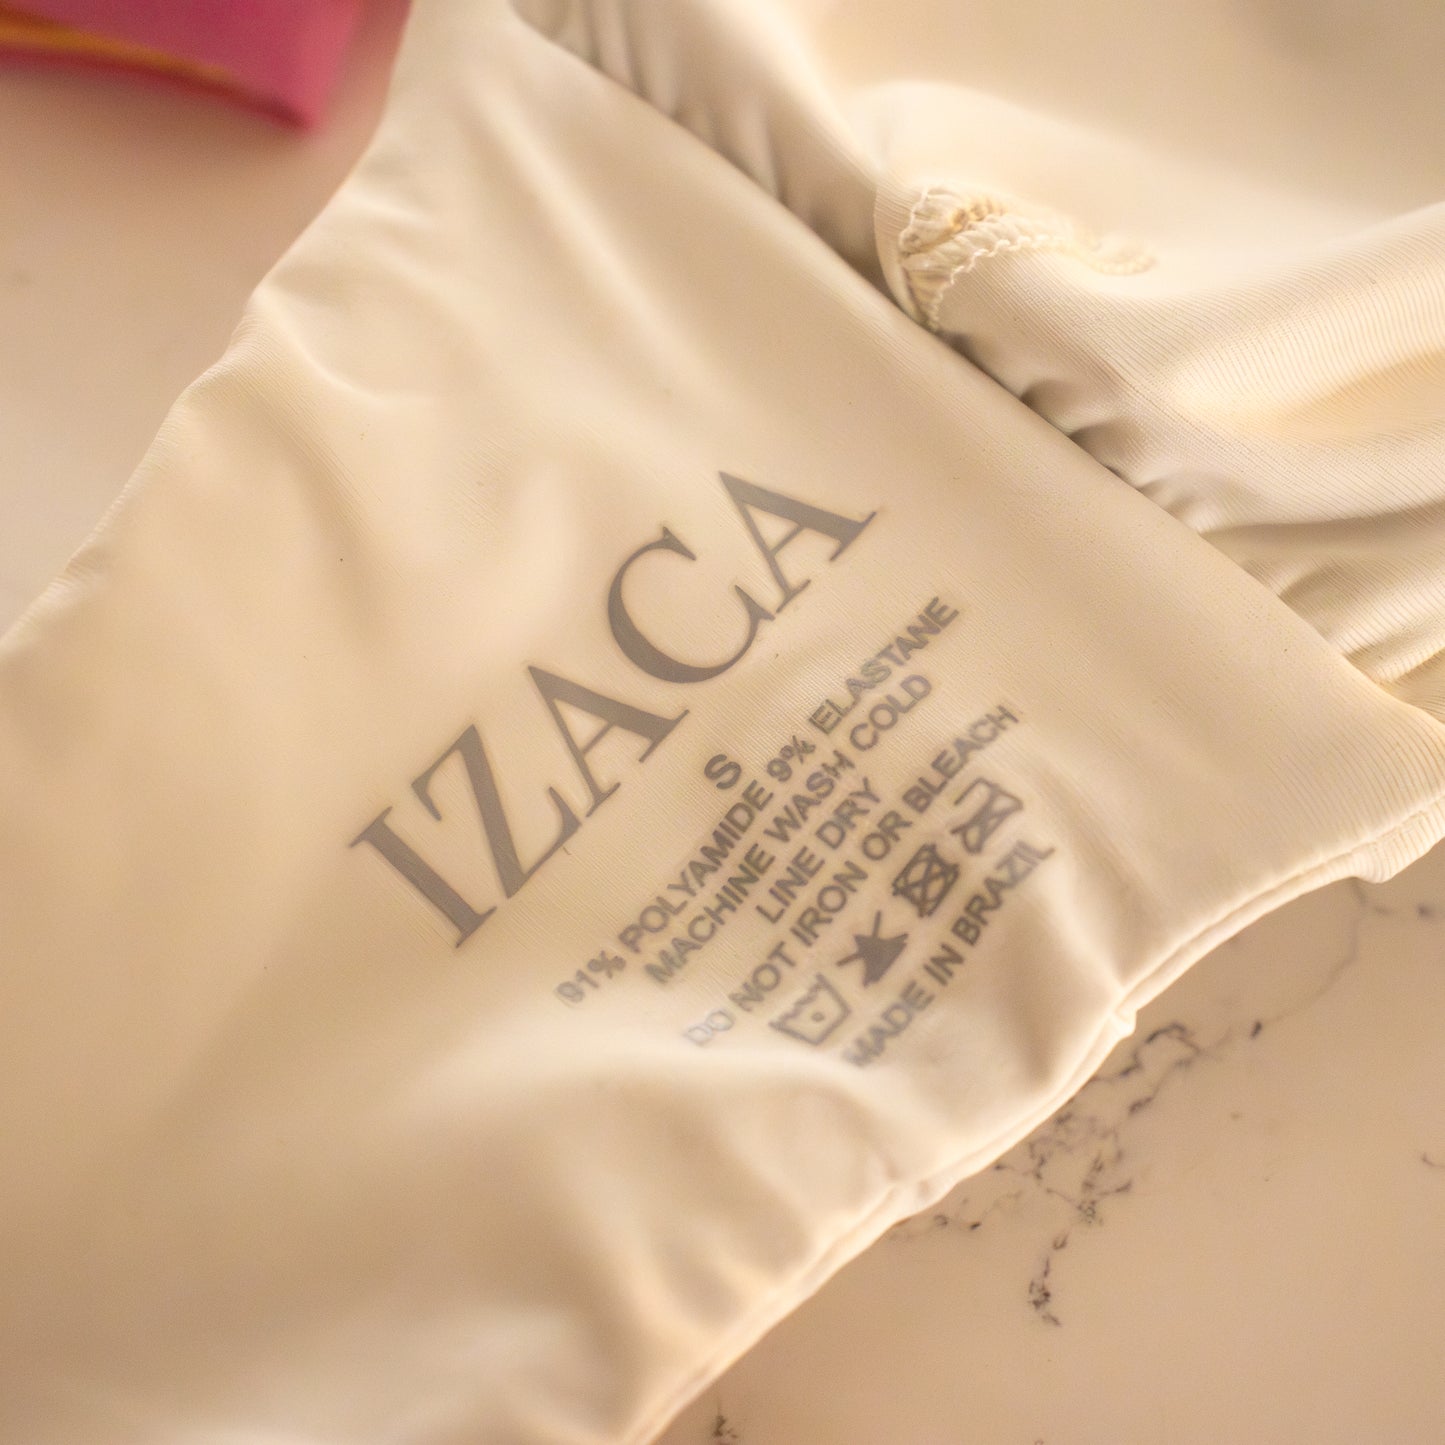 IZACA
S
91% POLYAMIDE 9% ELASTANE
MACHINE WASH COLD
LINE DRY
DO NOT IRON OR BLEACH
MADE IN BRAZIL